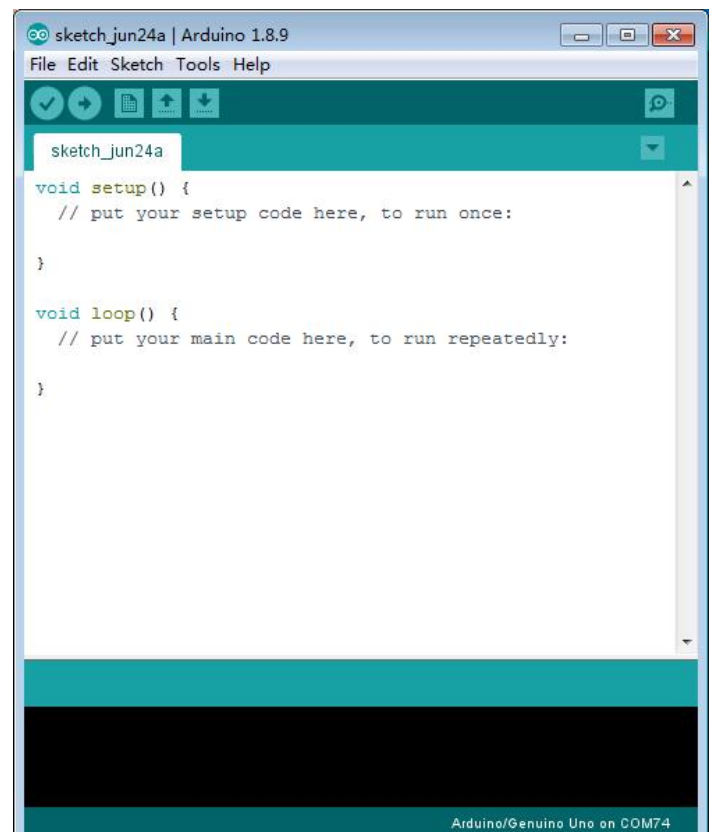 sketch_jun24a | Arduino 1.8.9
File Edit Sketch Tools Help
sketch_jun24a
void setup() {
  // put your setup code here, to run once:
}
void loop() {
  // put your main code here, to run repeatedly:
}
Arduino/Genuino Uno on COM74